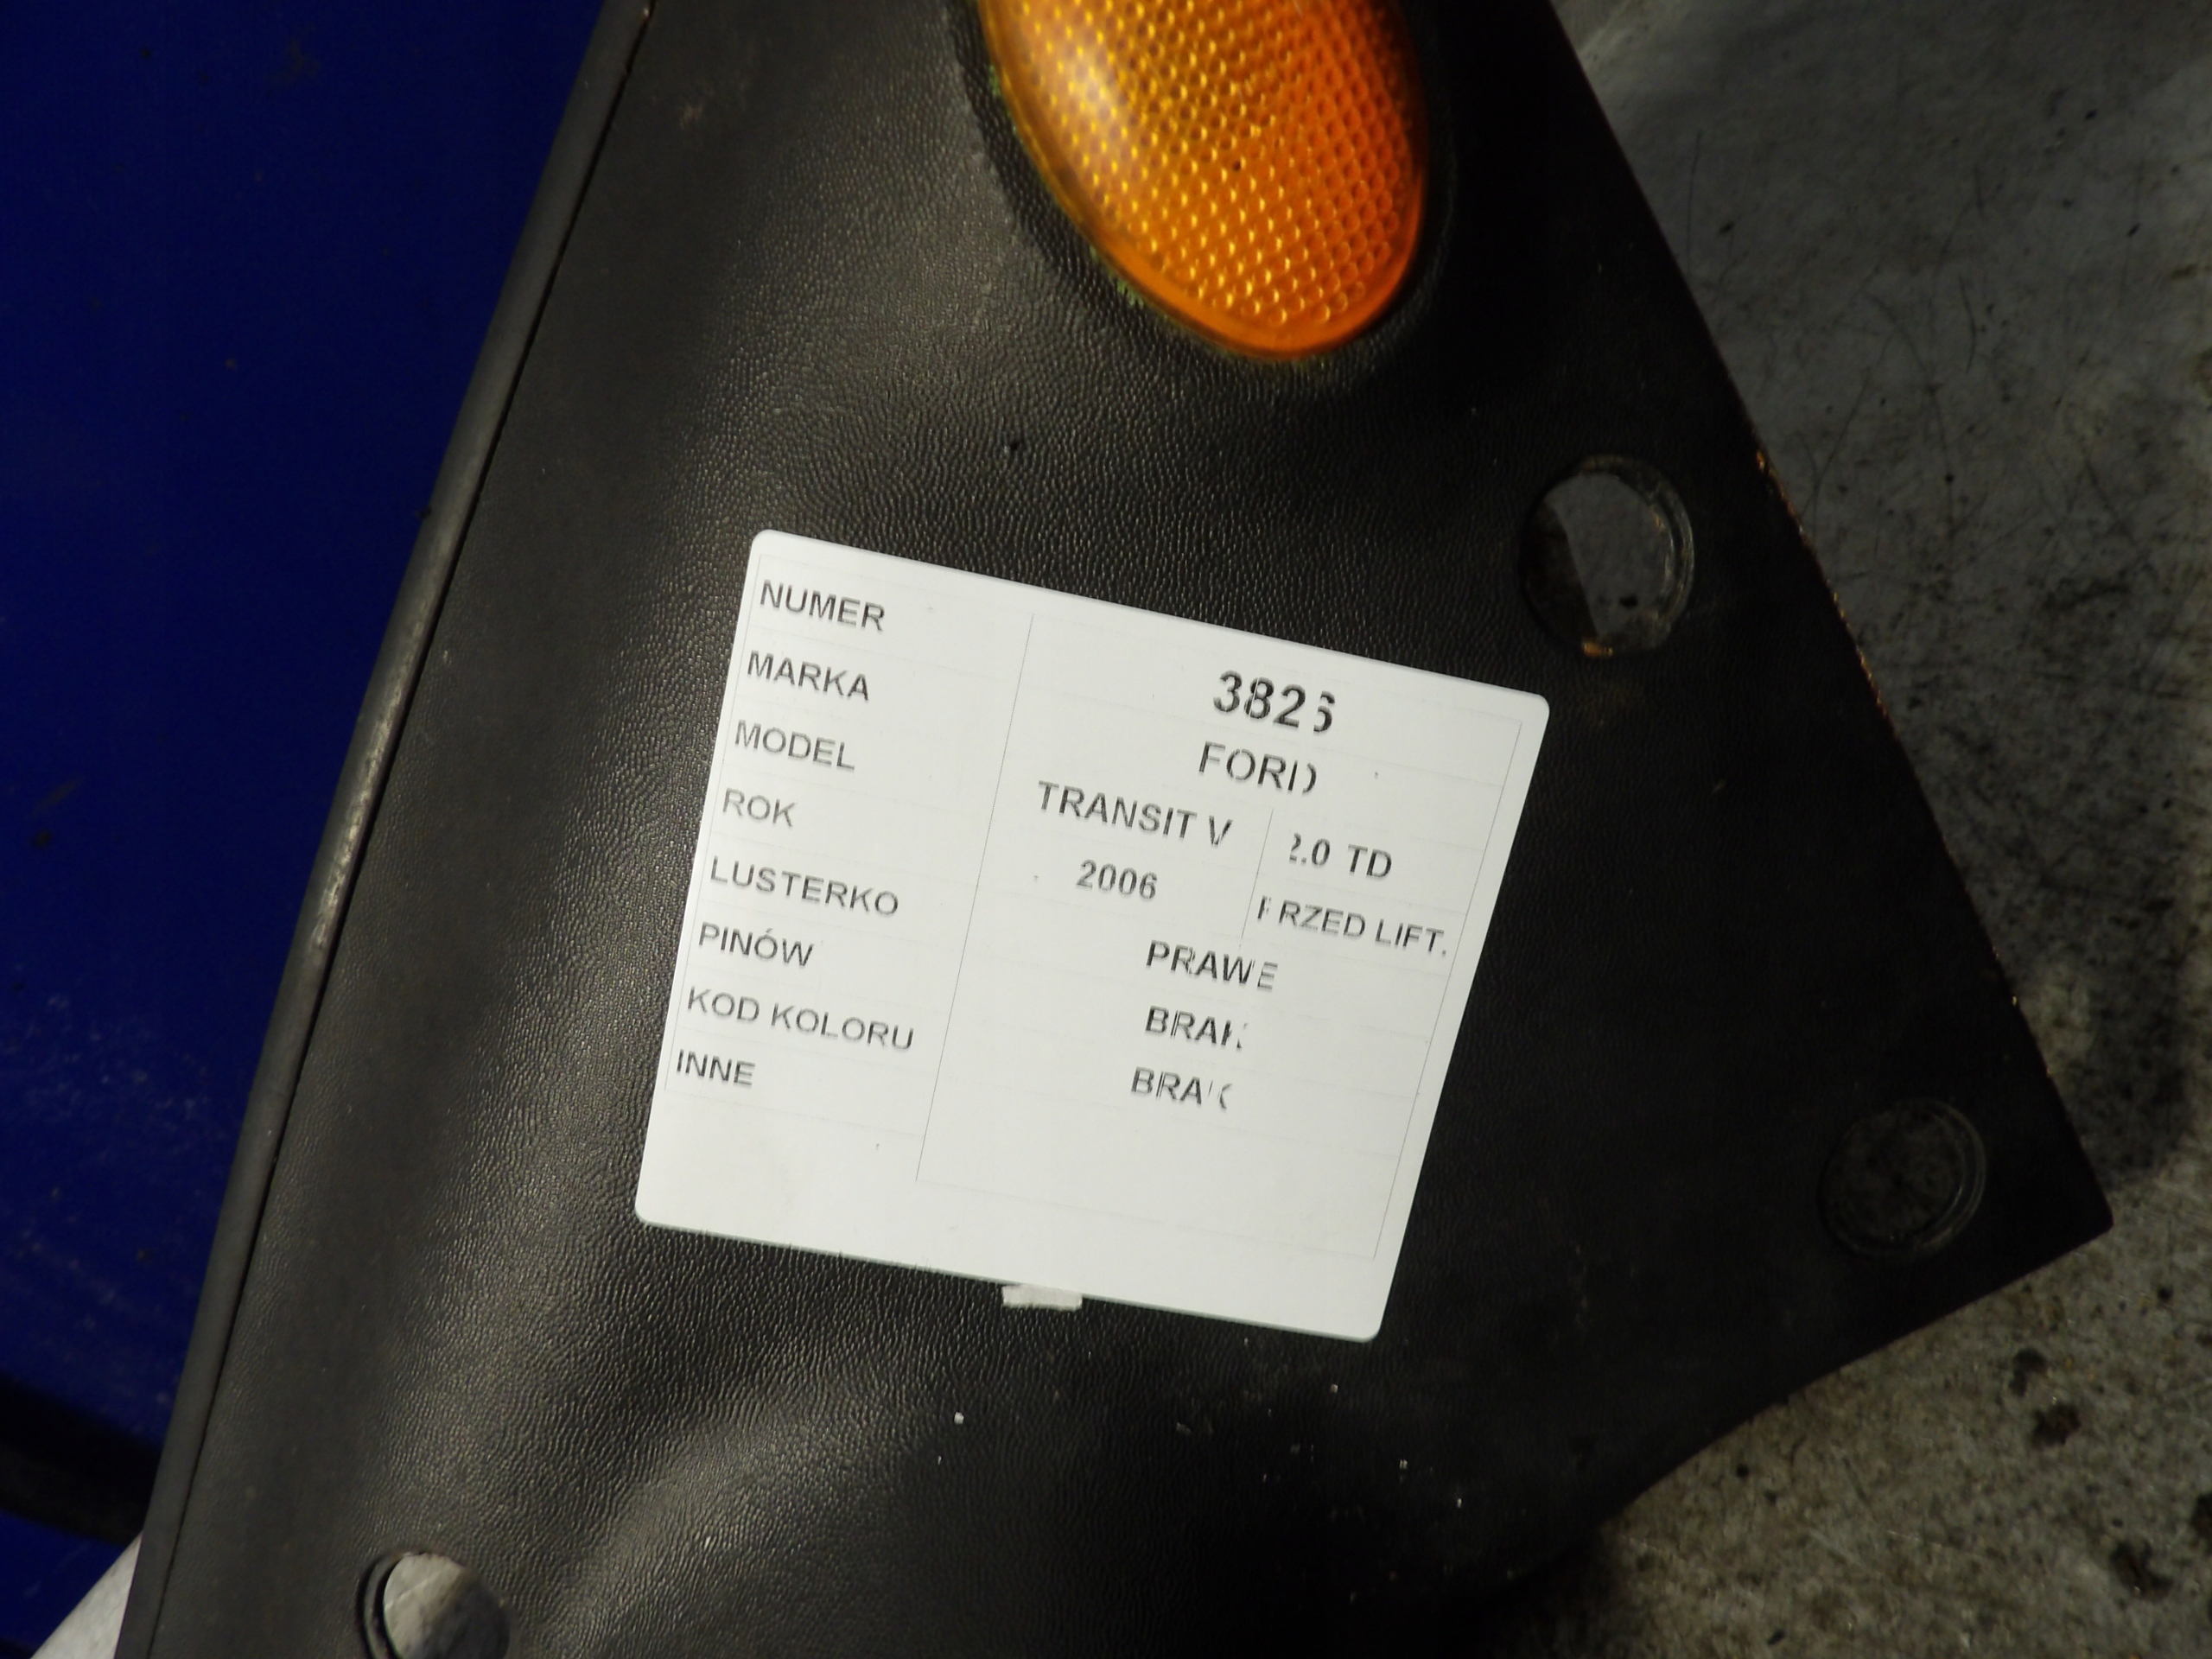 NUMER 3826
MARKA FORD
MODEL TRANSIT V 2.0 TD
ROK 2006 PRZED LIFT.
LUSTERKO PRAWE
PINÓW BRAK
KOD KOLORU BRAK
INNE